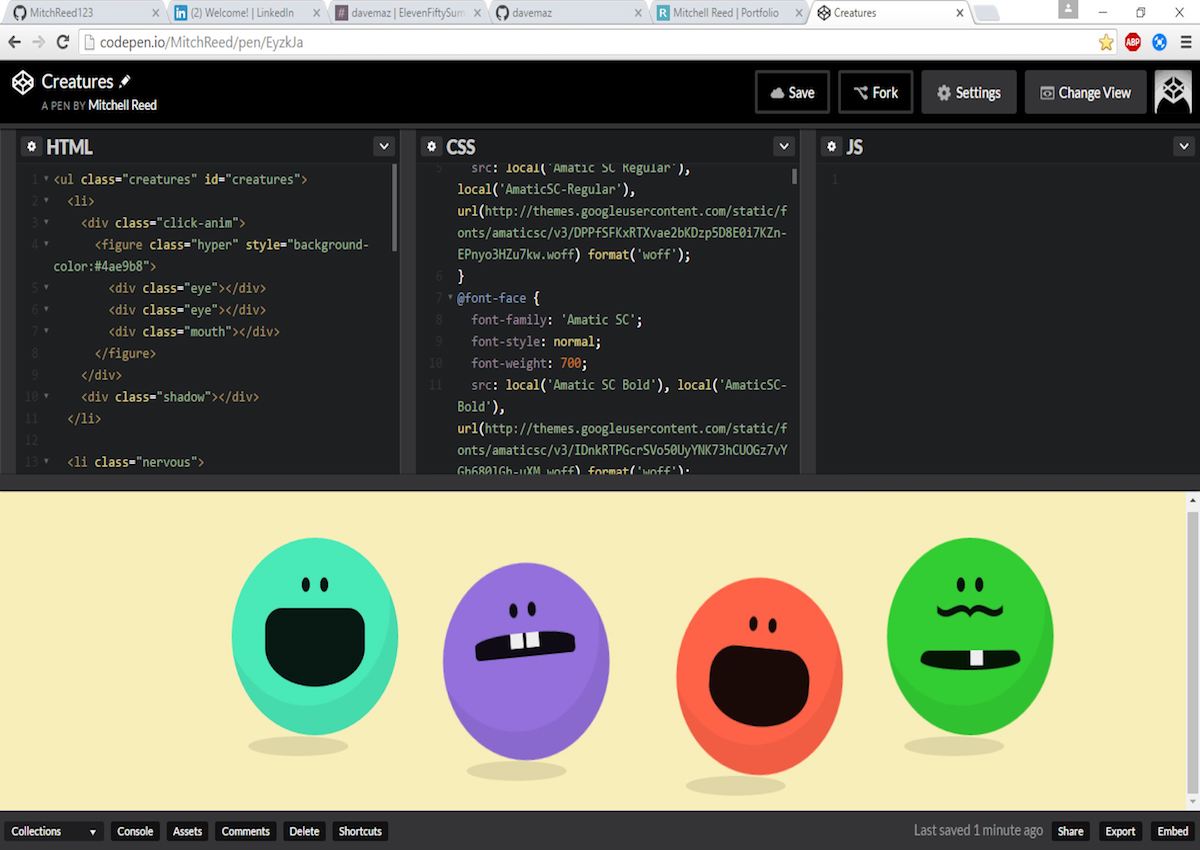 MitchReed123
(2) Welcome! | LinkedIn
davemaz | ElevenFiftySum
davemaz
Mitchell Reed | Portfolio
Creatures
codepen.io/MitchReed/pen/EyzkJa
ABP
Creatures
A PEN BY Mitchell Reed
Save
Fork
Settings
Change View
HTML
1 <ul class="creatures" id="creatures">
2 <li>
3 <div class="click-anim">
4 <figure class="hyper" style="background-
color:#4ae9b8">
5 <div class="eye"></div>
6 <div class="eye"></div>
7 <div class="mouth"></div>
8 </figure>
9 </div>
10 <div class="shadow"></div>
11 </li>
12
13 <li class="nervous">
CSS
5 src: local('Amatic SC Regular'),
local('AmaticSC-Regular'),
url(http://themes.googleusercontent.com/static/f
onts/amaticsc/v3/DPPfSFKxRTXvae2bKDzp5D8E0i7KZn-
EPnyo3HZu7kw.woff) format('woff');
6 }
7 @font-face {
8 font-family: 'Amatic SC';
9 font-style: normal;
10 font-weight: 700;
11 src: local('Amatic SC Bold'), local('AmaticSC-
Bold'),
url(http://themes.googleusercontent.com/static/f
onts/amaticsc/v3/IDnkRTPGcrSVo50UyYNK73hCUOGz7vY
Gh680lGh-uXM.woff) format('woff');
JS
1
Collections
Console
Assets
Comments
Delete
Shortcuts
Last saved 1 minute ago
Share
Export
Embed